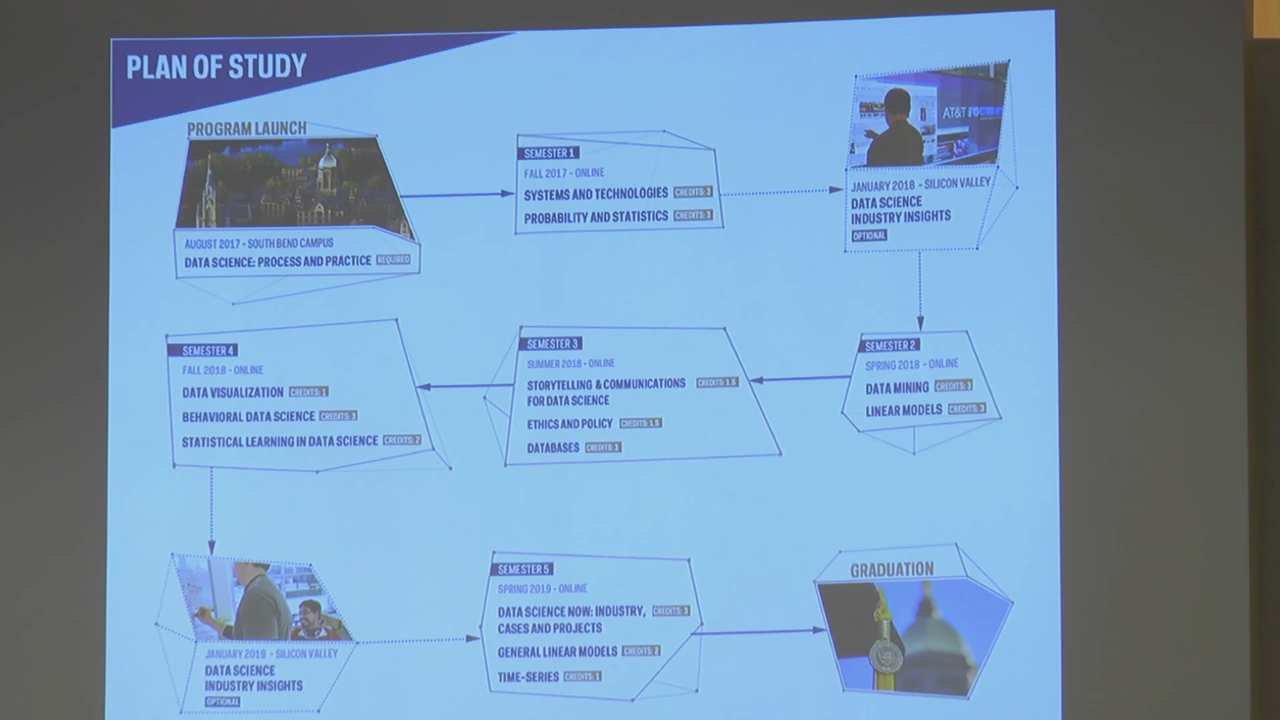 PLAN OF STUDY
PROGRAM LAUNCH
AUGUST 2017 - SOUTH BEND CAMPUS
DATA SCIENCE: PROCESS AND PRACTICE REQUIRED
SEMESTER 1
FALL 2017 - ONLINE
SYSTEMS AND TECHNOLOGIES CREDITS: 3
PROBABILITY AND STATISTICS CREDITS: 3
AT&T
JANUARY 2018 - SILICON VALLEY
DATA SCIENCE
INDUSTRY INSIGHTS
OPTIONAL
SEMESTER 2
SPRING 2018 - ONLINE
DATA MINING CREDITS: 3
LINEAR MODELS CREDITS: 3
SEMESTER 3
SUMMER 2018 - ONLINE
STORYTELLING & COMMUNICATIONS CREDITS: 1.5
FOR DATA SCIENCE
ETHICS AND POLICY CREDITS: 1.5
DATABASES CREDITS: 3
SEMESTER 4
FALL 2018 - ONLINE
DATA VISUALIZATION CREDITS: 1
BEHAVIORAL DATA SCIENCE CREDITS: 3
STATISTICAL LEARNING IN DATA SCIENCE CREDITS: 2
JANUARY 2019 - SILICON VALLEY
DATA SCIENCE
INDUSTRY INSIGHTS
OPTIONAL
SEMESTER 5
SPRING 2019 - ONLINE
DATA SCIENCE NOW: INDUSTRY, CREDITS: 3
CASES AND PROJECTS
GENERAL LINEAR MODELS CREDITS: 2
TIME-SERIES CREDITS: 1
GRADUATION